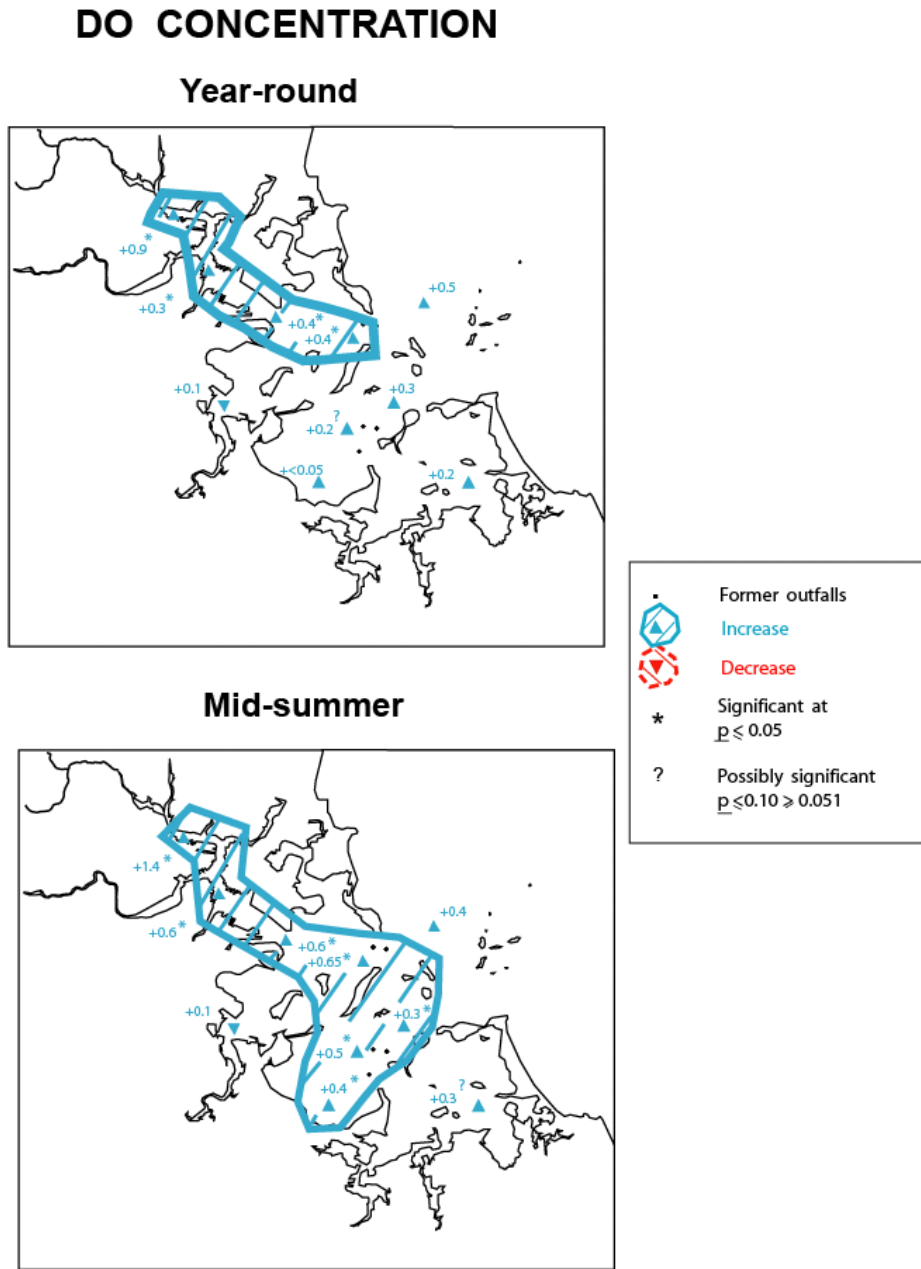 DO CONCENTRATION
Year-round
+0.9*
+0.3*
+0.4*
+0.4*
+0.5
+0.1
+0.3
?
+0.2
+<0.05
+0.2
Former outfalls
Increase
Decrease
* Significant at
p ≤ 0.05
? Possibly significant
p ≤0.10 ≥ 0.051
Mid-summer
+1.4*
+0.6*
+0.6*
+0.65*
+0.4
+0.1
+0.3*
+0.5*
+0.4*
?
+0.3